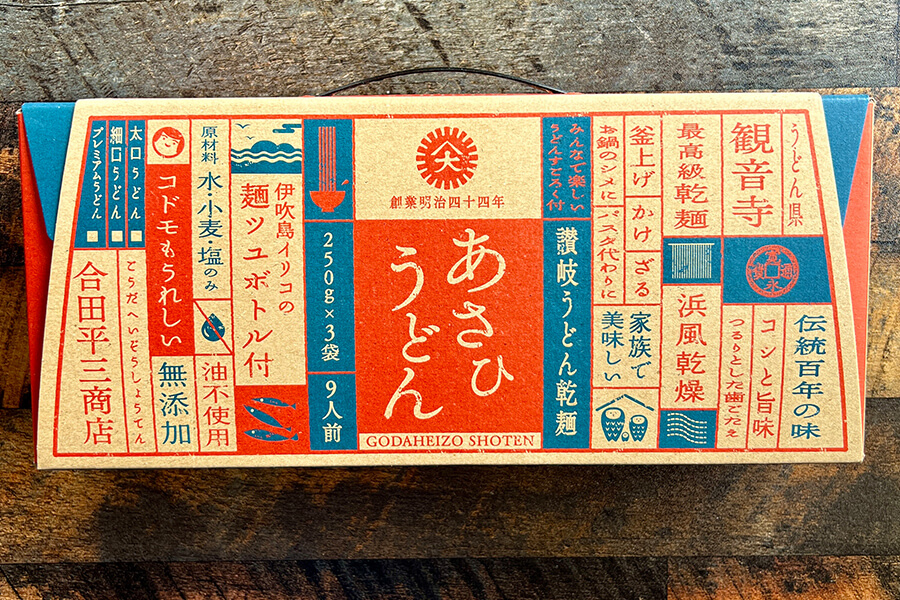 うどん県
観音寺
最高級乾麺
釜上げ
かけ
ざる
お鍋のシメに
パスタ代わりに
みんなで楽しい
うどんすごろく付
讃岐うどん乾麺
寛永通寳
伝統百年の味
コシと旨味
つるりとした歯ごたえ
浜風乾燥
家族で
美味しい
創業明治四十四年
あさひ
うどん
GODAHEIZO SHOTEN
250g×3袋
9人前
伊吹島イリコの
麺ツユボトル付
原材料
水・小麦・塩のみ
油不使用
コドモもうれしい
無添加
太口うどん
細口うどん
プレミアムうどん
ごうだへいぞうしょうてん
合田平三商店